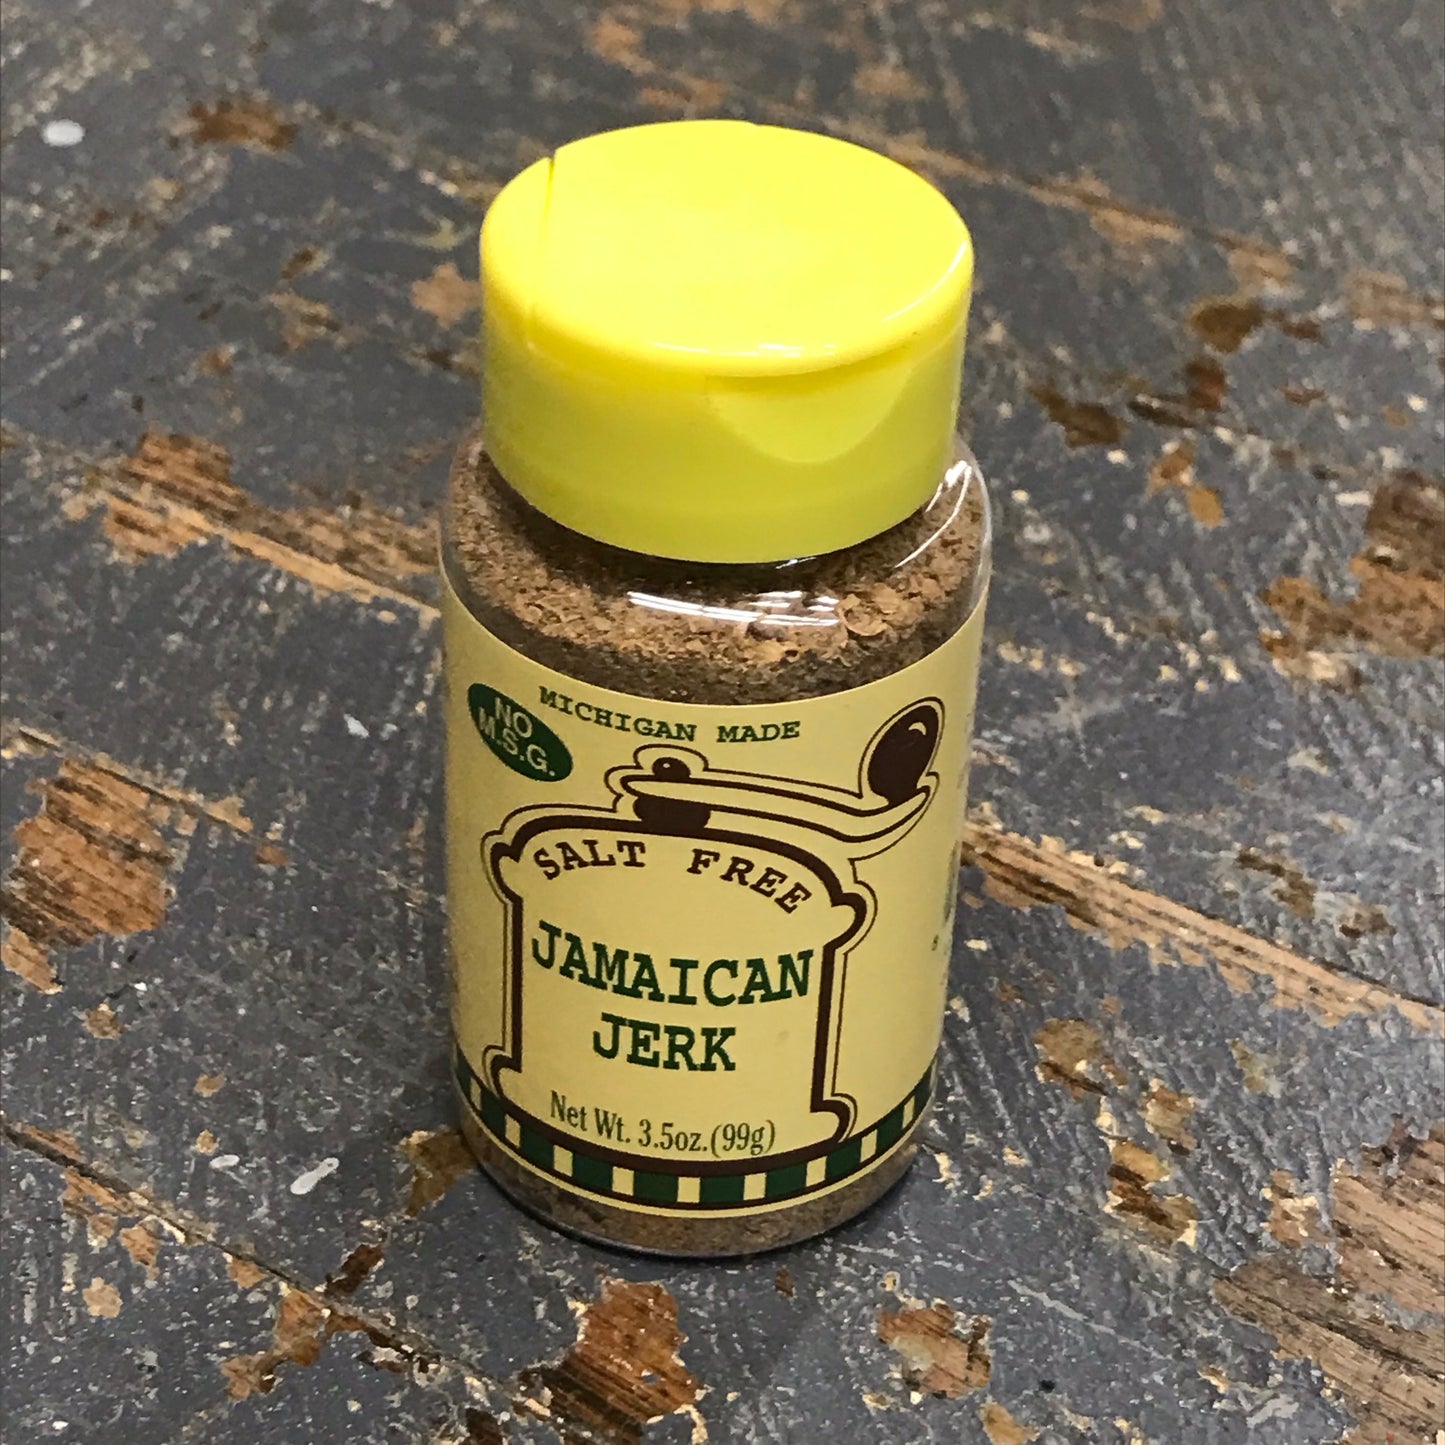 MICHIGAN MADE
NO
M.S.G.
SALT FREE
JAMAICAN
JERK
Net Wt. 3.5oz.(99g)